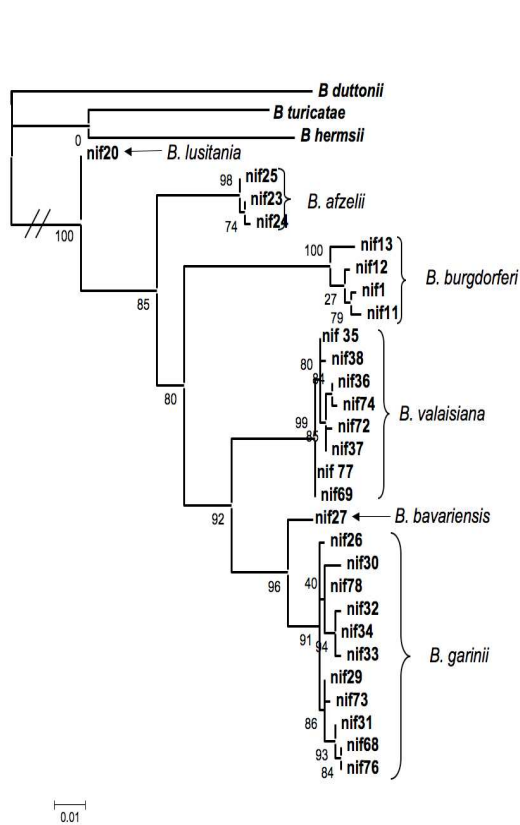 B duttonii
B turicatae
B hermsii
0
nif20 B. lusitania
100
98 nif25
nif23 B. afzelii
74 nif24
85
100 nif13
nif12 B. burgdorferi
27 nif1
79 nif11
80
nif 35
80 nif38
84 nif36
nif74 B. valaisiana
99 nif72
85 nif37
nif 77
nif69
92
nif27 B. bavariensis
nif26
96
40 nif30
nif78
nif32
91 94 nif34
nif33 B. garinii
nif29
nif73
86 nif31
93 nif68
84 nif76
0.01